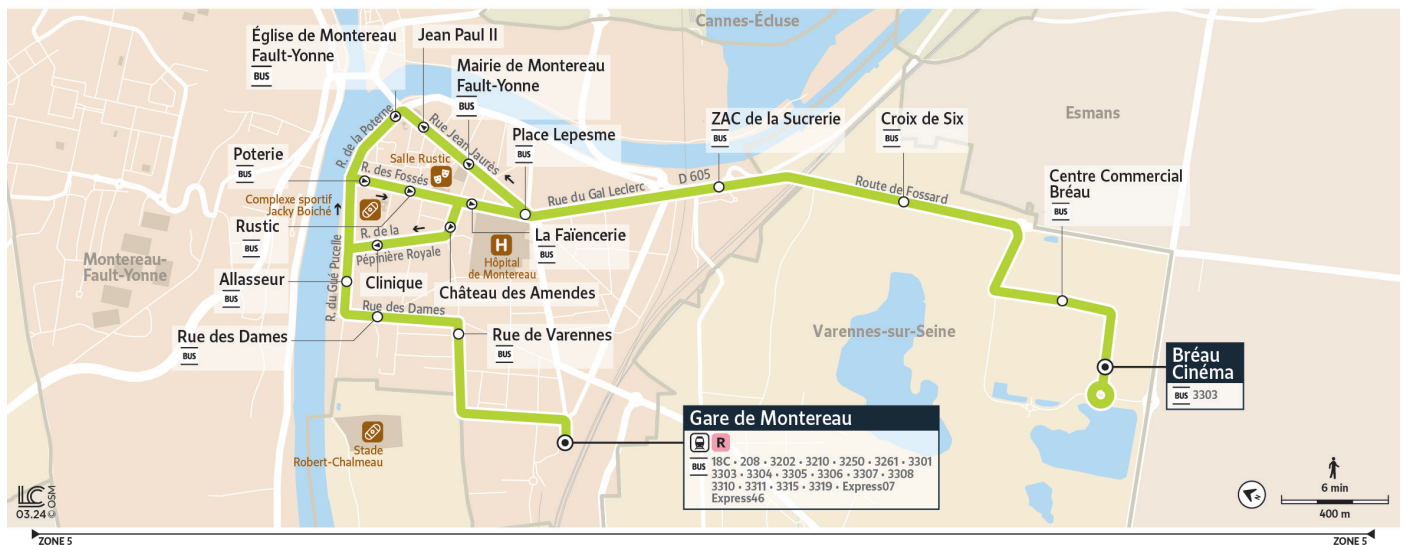 Cannes-Écluse
Église de Montereau
Fault-Yonne
BUS
Jean Paul II
Mairie de Montereau
Fault-Yonne
BUS
Esmans
R. de la Poterne
Rue Jean Jaurès
Place Lepesme
BUS
ZAC de la Sucrerie
BUS
Croix de Six
BUS
Poterie
BUS
Salle Rustic
R. des Fossés
D 605
Rue du Gal Leclerc
Route de Fossard
Centre Commercial
Bréau
BUS
Complexe sportif
Jacky Boiché
Rustic
BUS
R. de la
Pépinière Royale
H
Hôpital
de Montereau
La Faïencerie
BUS
Montereau-
Fault-Yonne
Allasseur
BUS
R. du Gué Pucelle
Clinique
Château des Amendes
Rue des Dames
Rue des Dames
BUS
Rue de Varennes
BUS
Varennes-sur-Seine
Bréau
Cinéma
BUS 3303
Gare de Montereau
R
BUS 18C • 208 • 3202 • 3210 • 3250 • 3261 • 3301
3303 • 3304 • 3305 • 3306 • 3307 • 3308
3310 • 3311 • 3315 • 3319 • Express07
Express46
Stade
Robert-Chalmeau
LC
03.24 © OSM
N
6 min
400 m
ZONE 5
ZONE 5